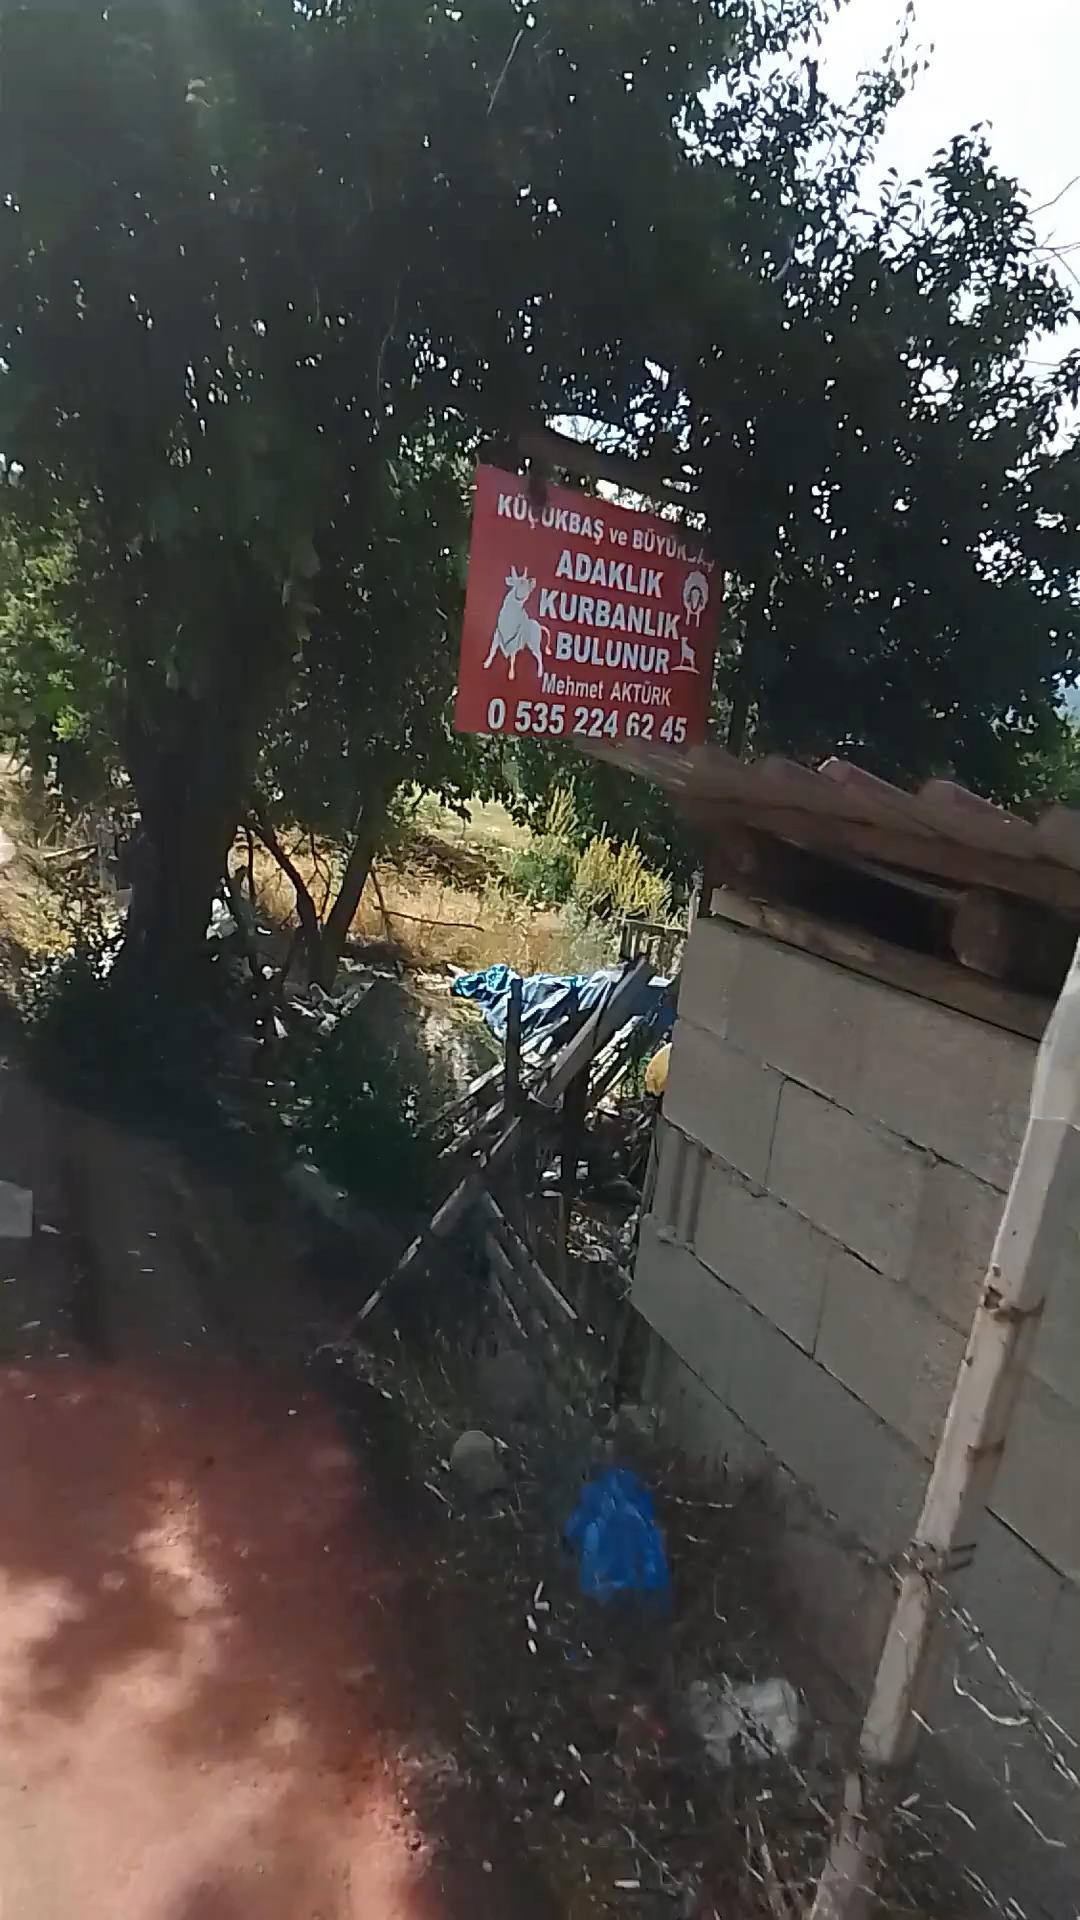 KÜÇÜKBAŞ ve BÜYÜKBAŞ
ADAKLIK
KURBANLIK
BULUNUR
Mehmet AKTÜRK
0 535 224 62 45